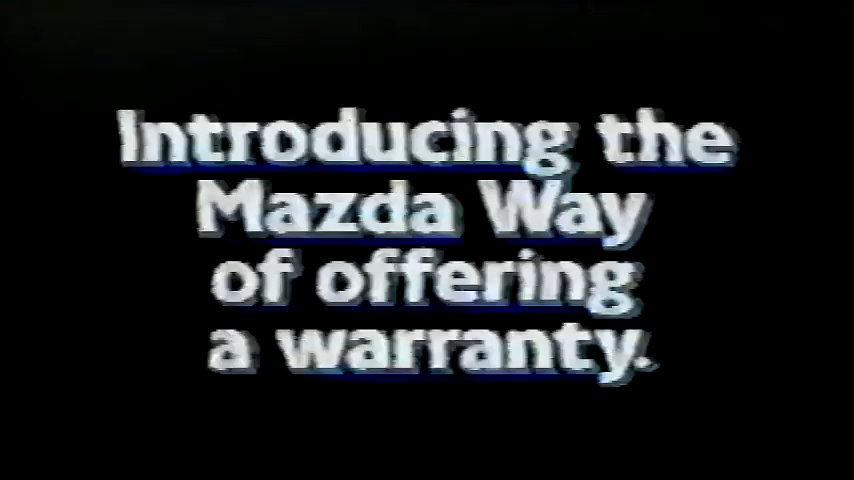 Introducing the
Mazda Way
of offering
a warranty.